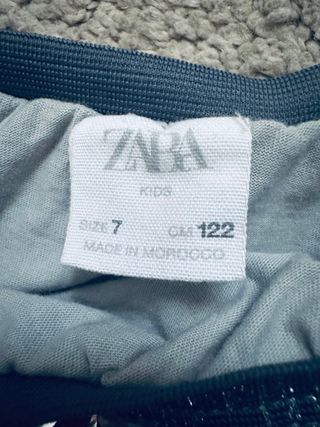 ZARA
KIDS
SIZE 7 CM 122
MADE IN MOROCCO